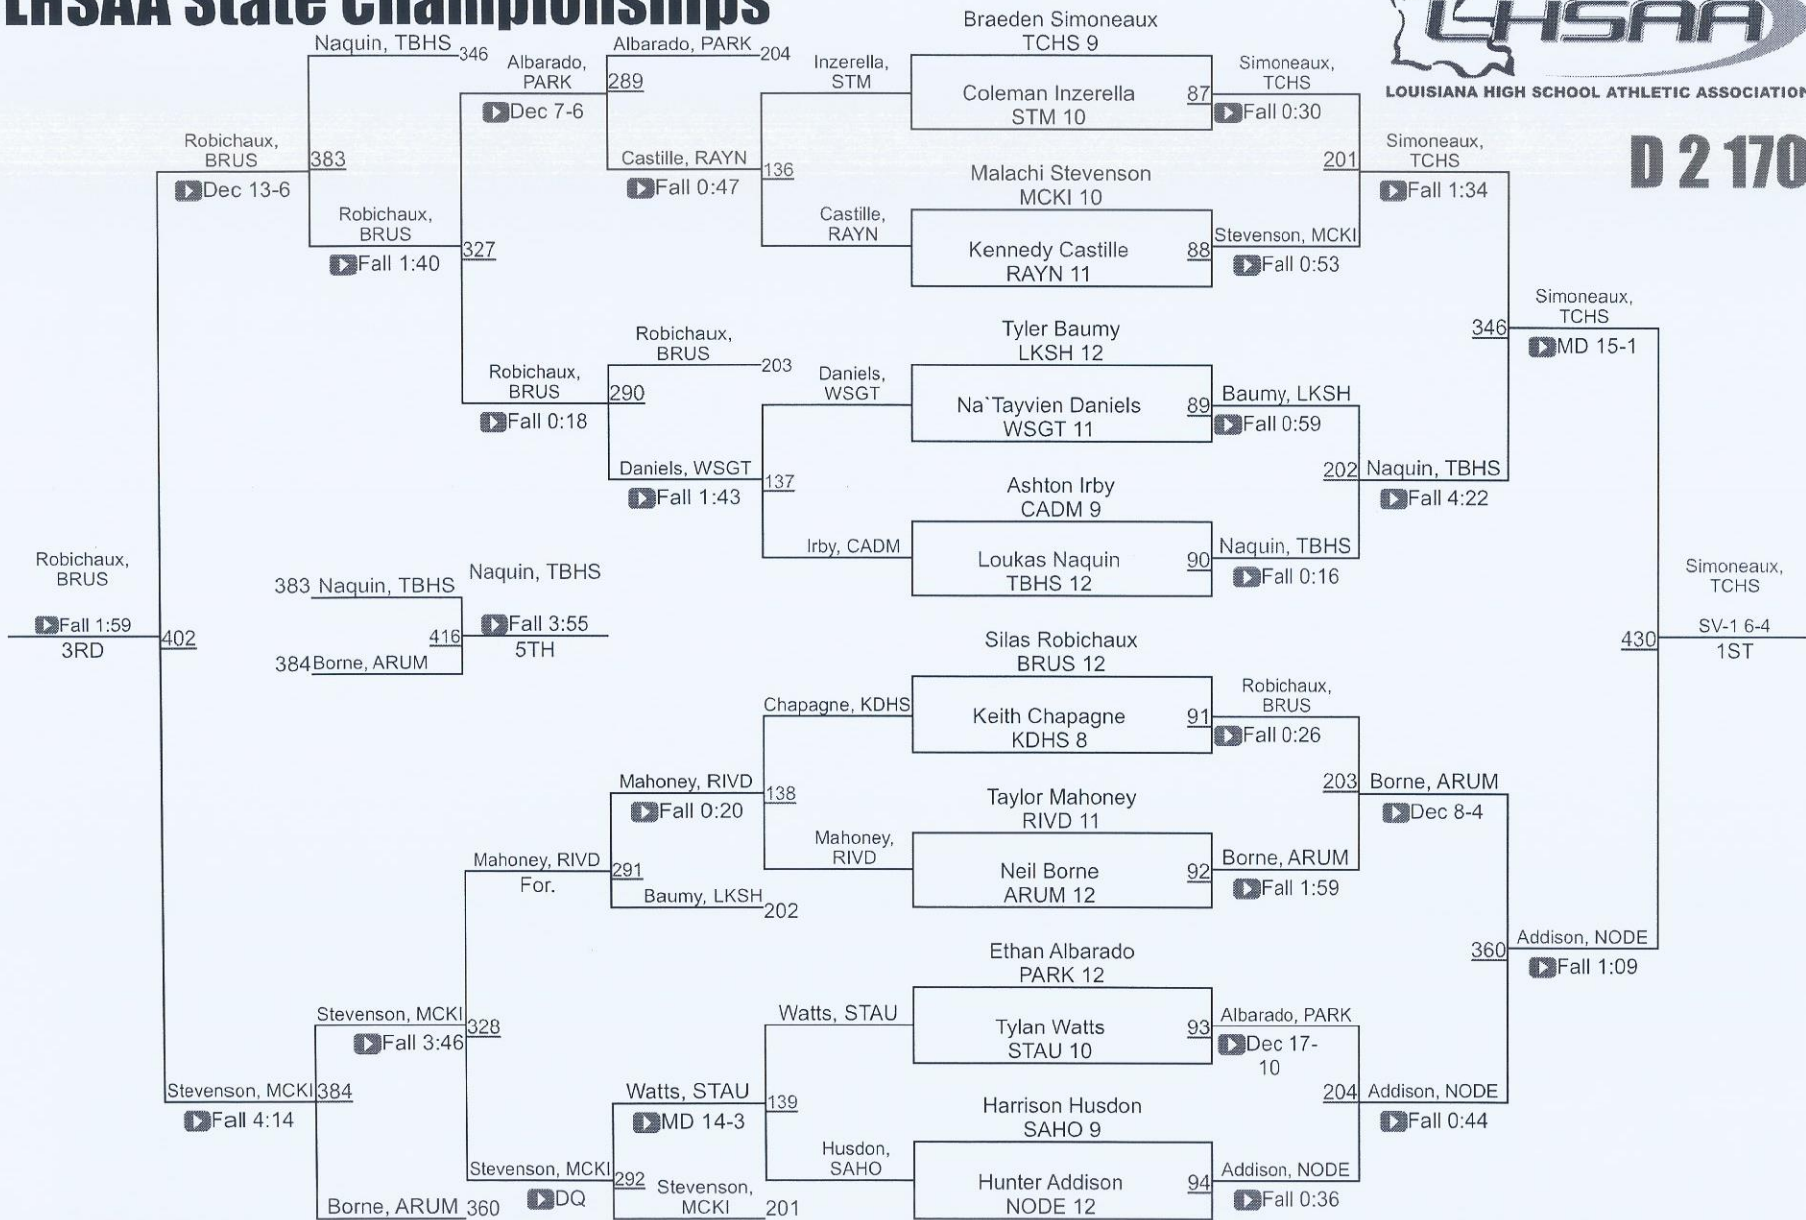 LHSAA State Championships
LHSAA
LOUISIANA HIGH SCHOOL ATHLETIC ASSOCIATION
D 2 170
Braeden Simoneaux
TCHS 9
Coleman Inzerella
STM 10
87
Malachi Stevenson
MCKI 10
Kennedy Castille
RAYN 11
88
Tyler Baumy
LKSH 12
Na`Tayvien Daniels
WSGT 11
89
Ashton Irby
CADM 9
Loukas Naquin
TBHS 12
90
Silas Robichaux
BRUS 12
Keith Chapagne
KDHS 8
91
Taylor Mahoney
RIVD 11
Neil Borne
ARUM 12
92
Ethan Albarado
PARK 12
Tylan Watts
STAU 10
93
Harrison Husdon
SAHO 9
Hunter Addison
NODE 12
94
Simoneaux,
TCHS
Fall 0:30
201
Stevenson, MCKI
Fall 0:53
Baumy, LKSH
Fall 0:59
202
Naquin, TBHS
Fall 0:16
Robichaux,
BRUS
Fall 0:26
203
Borne, ARUM
Fall 1:59
Albarado, PARK
Dec 17-
10
204
Addison, NODE
Fall 0:36
Simoneaux,
TCHS
Fall 1:34
346
Naquin, TBHS
Fall 4:22
Borne, ARUM
Dec 8-4
360
Addison, NODE
Fall 0:44
Simoneaux,
TCHS
MD 15-1
430
Addison, NODE
Fall 1:09
Simoneaux,
TCHS
SV-1 6-4
1ST
Inzerella,
STM
136
Castille,
RAYN
Daniels,
WSGT
137
Irby, CADM
Chapagne, KDHS
138
Mahoney,
RIVD
Watts, STAU
139
Husdon,
SAHO
Albarado, PARK
204
289
Castille, RAYN
Fall 0:47
Robichaux,
BRUS
203
290
Daniels, WSGT
Fall 1:43
Mahoney, RIVD
Fall 0:20
291
Baumy, LKSH
202
Watts, STAU
MD 14-3
292
Stevenson,
MCKI
201
Albarado,
PARK
Dec 7-6
327
Robichaux,
BRUS
Fall 0:18
Mahoney, RIVD
For.
328
Stevenson, MCKI
DQ
Naquin, TBHS
346
383
Robichaux,
BRUS
Fall 1:40
Stevenson, MCKI
Fall 3:46
384
Borne, ARUM
360
Robichaux,
BRUS
Dec 13-6
402
Stevenson, MCKI
Fall 4:14
Robichaux,
BRUS
Fall 1:59
3RD
383 Naquin, TBHS
416
384 Borne, ARUM
Naquin, TBHS
Fall 3:55
5TH